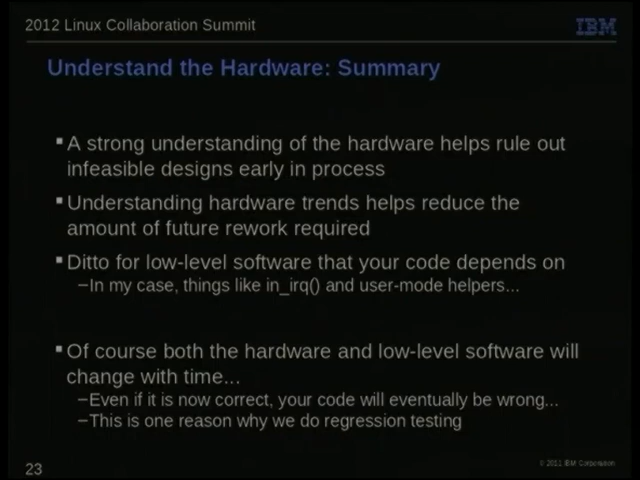 2012 Linux Collaboration Summit
IBM
Understand the Hardware: Summary
▪A strong understanding of the hardware helps rule out
infeasible designs early in process
▪Understanding hardware trends helps reduce the
amount of future rework required
▪Ditto for low-level software that your code depends on
–In my case, things like in_irq() and user-mode helpers...
▪Of course both the hardware and low-level software will
change with time...
–Even if it is now correct, your code will eventually be wrong...
–This is one reason why we do regression testing
23
© 2011 IBM Corporation